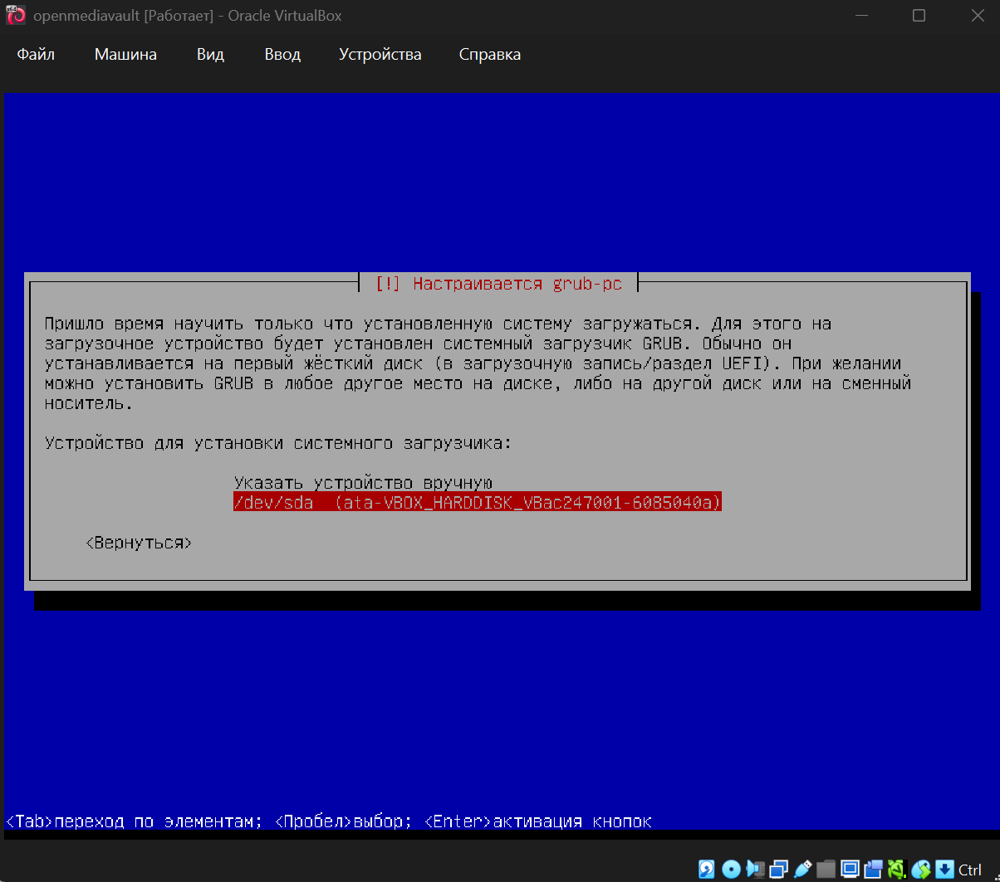 openmediavault [Работает] - Oracle VirtualBox
Файл Машина Вид Ввод Устройства Справка
[!] Настраивается grub-pc
Пришло время научить только что установленную систему загружаться. Для этого на
загрузочное устройство будет установлен системный загрузчик GRUB. Обычно он
устанавливается на первый жёсткий диск (в загрузочную запись/раздел UEFI). При желании
можно установить GRUB в любое другое место на диске, либо на другой диск или на сменный
носитель.
Устройство для установки системного загрузчика:
Указать устройство вручную
/dev/sda (ata-VBOX_HARDDISK_VBac247001-6085040a)
<Вернуться>
<Tab>переход по элементам; <Пробел>выбор; <Enter>активация кнопок
Ctrl